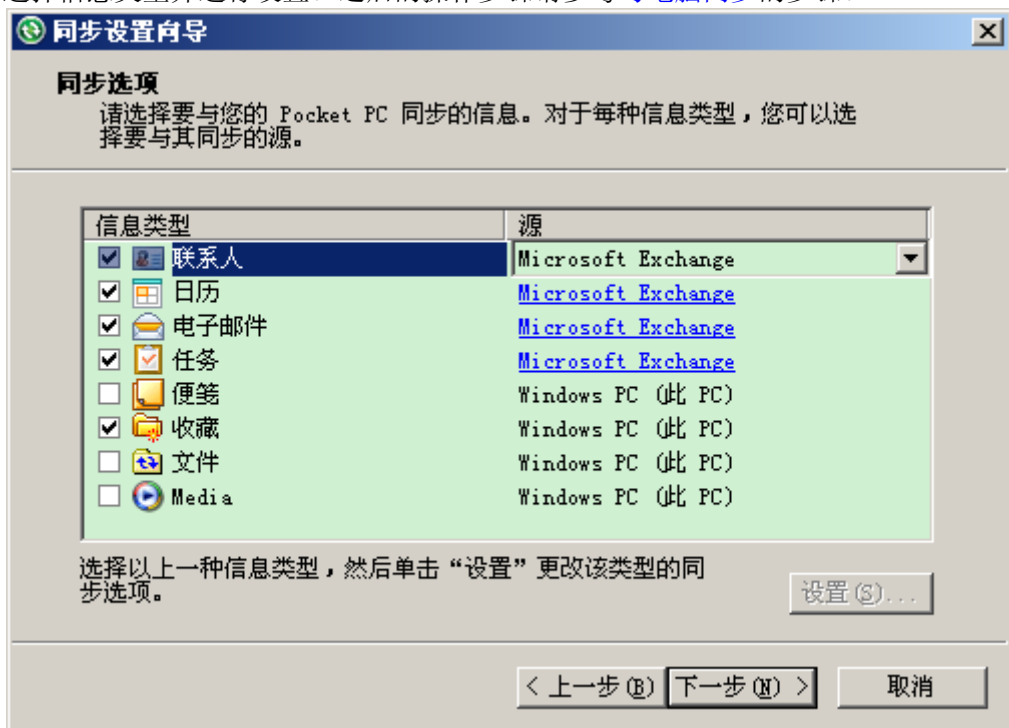 同步设置向导
同步选项
请选择要与您的 Pocket PC 同步的信息。对于每种信息类型，您可以选
择要与其同步的源。
信息类型 源
联系人 Microsoft Exchange
日历 Microsoft Exchange
电子邮件 Microsoft Exchange
任务 Microsoft Exchange
便笺 Windows PC (此 PC)
收藏 Windows PC (此 PC)
文件 Windows PC (此 PC)
Media Windows PC (此 PC)
选择以上一种信息类型，然后单击“设置”更改该类型的同
步选项。
设置(S)...
< 上一步(B) 下一步(N) > 取消